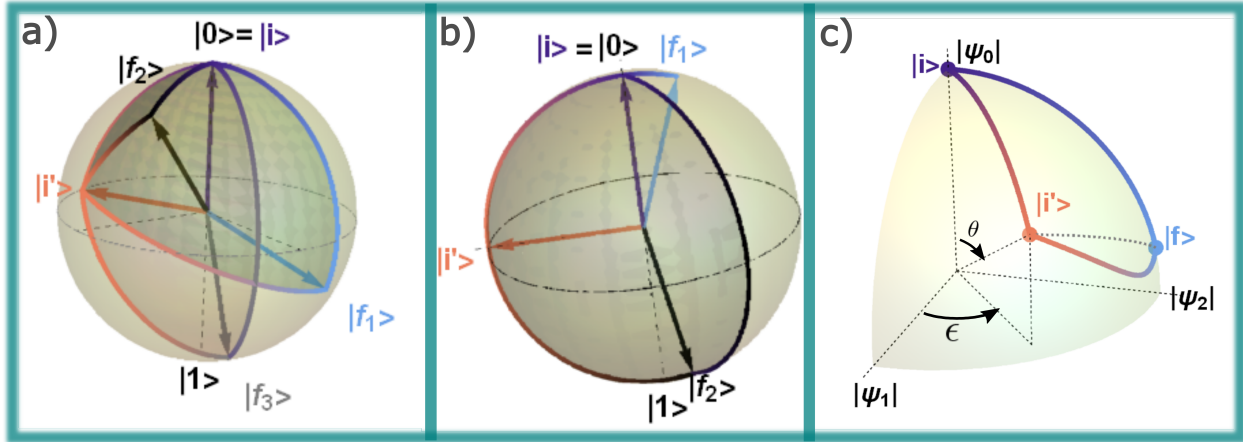 a)
|0>=|i>
|f₂>
|i'>
|f₁>
|1>
|f₃>
b)
|i>=|0>
|f₁>
|i'>
|f₂>
|1>
c)
|i>
|ψ₀|
|i'>
θ
|f>
|ψ₂|
ϵ
|ψ₁|